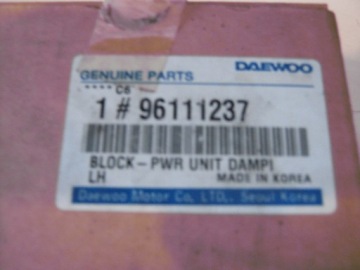 DAEWOO
GENUINE PARTS
**** C6
1 # 96111237
BLOCK-PWR UNIT DAMPI
LH MADE IN KOREA
Daewoo Motor Co, LTD,. Seoul Korea